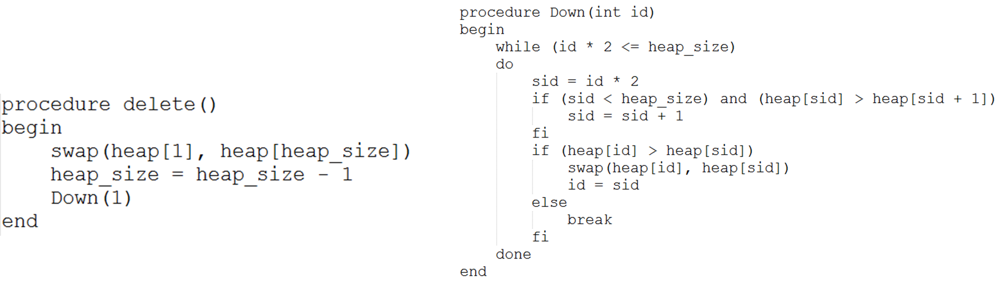 procedure delete()
begin
    swap(heap[1], heap[heap_size])
    heap_size = heap_size - 1
    Down(1)
end
procedure Down(int id)
begin
    while (id * 2 <= heap_size)
    do
        sid = id * 2
        if (sid < heap_size) and (heap[sid] > heap[sid + 1])
            sid = sid + 1
        fi
        if (heap[id] > heap[sid])
            swap(heap[id], heap[sid])
            id = sid
        else
            break
        fi
    done
end